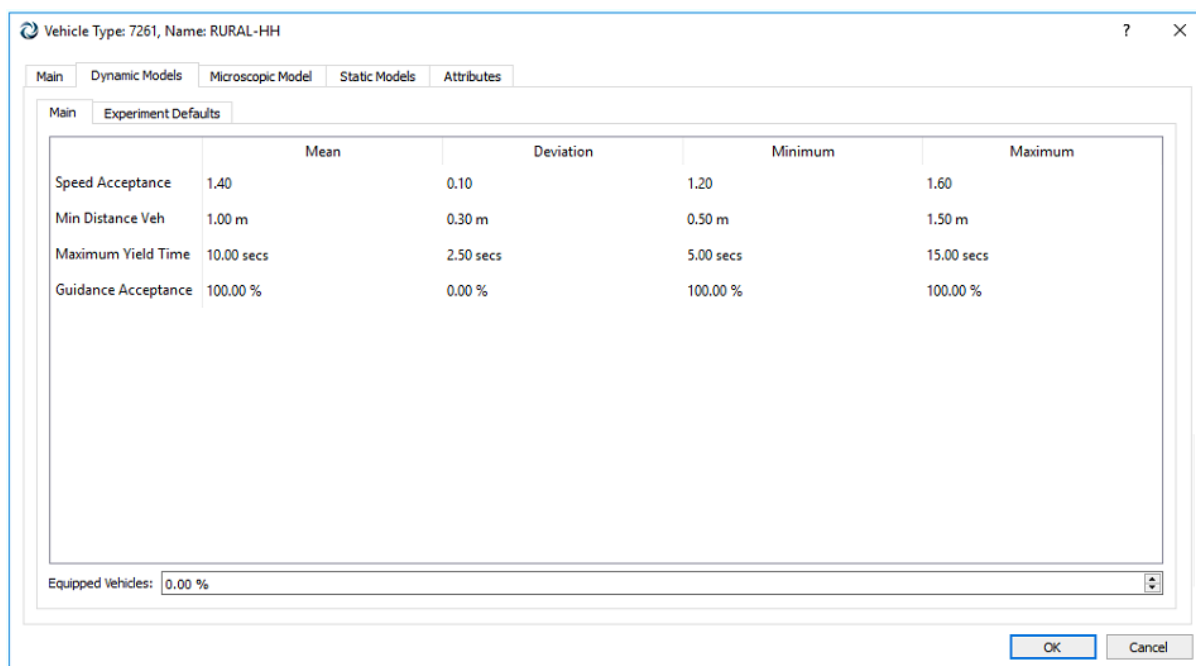 Vehicle Type: 7261, Name: RURAL-HH ?
Main Dynamic Models Microscopic Model Static Models Attributes
Main Experiment Defaults
Mean Deviation Minimum Maximum
Speed Acceptance 1.40 0.10 1.20 1.60
Min Distance Veh 1.00 m 0.30 m 0.50 m 1.50 m
Maximum Yield Time 10.00 secs 2.50 secs 5.00 secs 15.00 secs
Guidance Acceptance 100.00 % 0.00 % 100.00 % 100.00 %
Equipped Vehicles: 0.00 %
OK Cancel